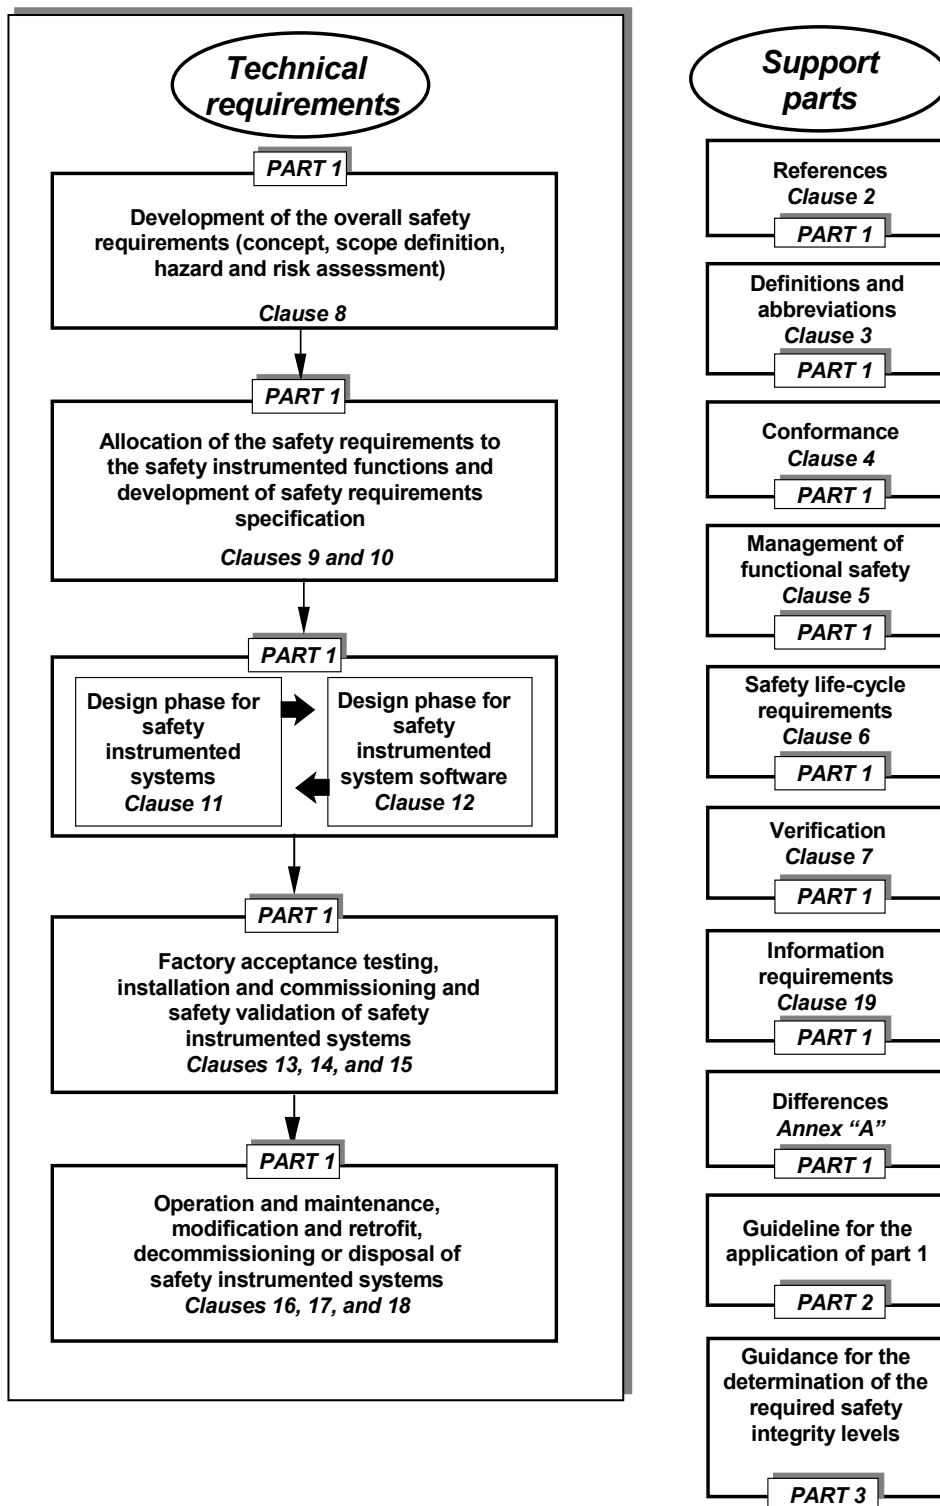 Technical
requirements
PART 1
Development of the overall safety
requirements (concept, scope definition,
hazard and risk assessment)
Clause 8
PART 1
Allocation of the safety requirements to
the safety instrumented functions and
development of safety requirements
specification
Clauses 9 and 10
PART 1
Design phase for
safety
instrumented
systems
Clause 11
Design phase for
safety
instrumented
system software
Clause 12
PART 1
Factory acceptance testing,
installation and commissioning and
safety validation of safety
instrumented systems
Clauses 13, 14, and 15
PART 1
Operation and maintenance,
modification and retrofit,
decommissioning or disposal of
safety instrumented systems
Clauses 16, 17, and 18
Support
parts
References
Clause 2
PART 1
Definitions and
abbreviations
Clause 3
PART 1
Conformance
Clause 4
PART 1
Management of
functional safety
Clause 5
PART 1
Safety life-cycle
requirements
Clause 6
PART 1
Verification
Clause 7
PART 1
Information
requirements
Clause 19
PART 1
Differences
Annex “A”
PART 1
Guideline for the
application of part 1
PART 2
Guidance for the
determination of the
required safety
integrity levels
PART 3